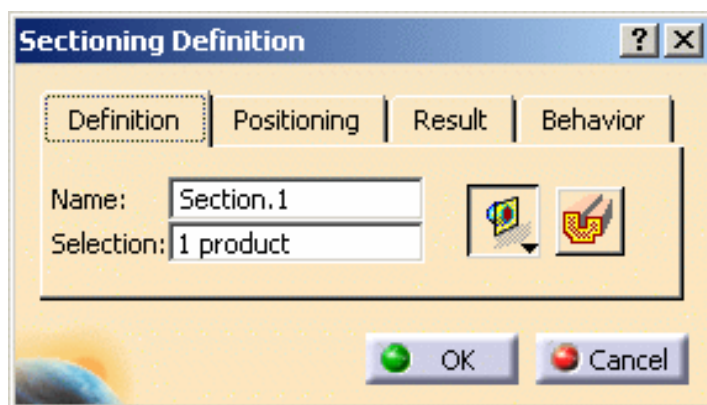 Sectioning Definition ? X
Definition Positioning Result Behavior
Name: Section.1
Selection: 1 product
OK Cancel